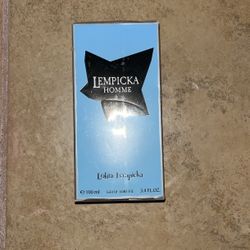 LEMPICKA
HOMME
Lolita Lempicka
℮ 100 ml 3.4 FL.OZ.